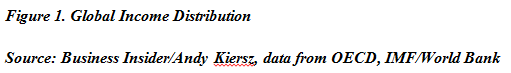 Figure 1. Global Income Distribution
Source: Business Insider/Andy Kiersz, data from OECD, IMF/World Bank